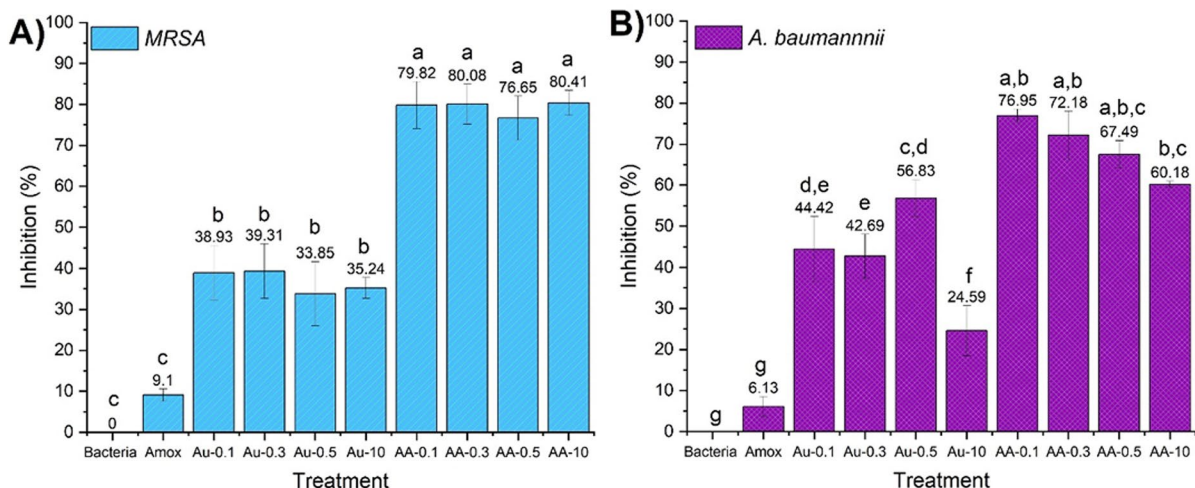 A)
MRSA
Inhibition (%)
100
90
80
70
60
50
40
30
20
10
0
c
0
c
9.1
b
38.93
b
39.31
b
33.85
b
35.24
a
79.82
a
80.08
a
76.65
a
80.41
Bacteria Amox Au-0.1 Au-0.3 Au-0.5 Au-10 AA-0.1 AA-0.3 AA-0.5 AA-10
Treatment
B)
A. baumannnii
Inhibition (%)
100
90
80
70
60
50
40
30
20
10
0
g
g
6.13
d,e
44.42
e
42.69
c,d
56.83
f
24.59
a,b
76.95
a,b
72.18
a,b,c
67.49
b,c
60.18
Bacteria Amox Au-0.1 Au-0.3 Au-0.5 Au-10 AA-0.1 AA-0.3 AA-0.5 AA-10
Treatment